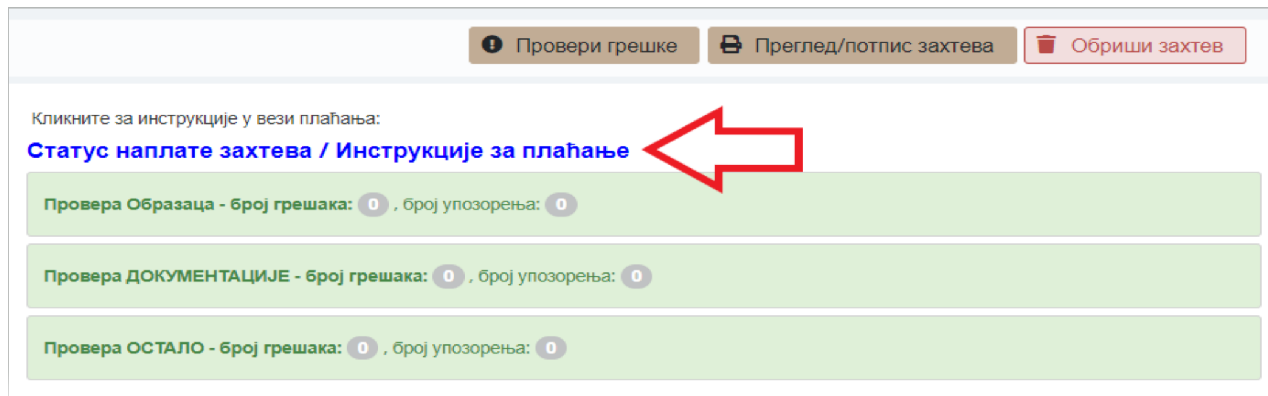 Провери грешке Преглед/потпис захтева Обриши захтев
Кликните за инструкције у вези плаћања:
Статус наплате захтева / Инструкције за плаћање
Провера Образаца - број грешака: 0 , број упозорења: 0
Провера ДОКУМЕНТАЦИЈЕ - број грешака: 0 , број упозорења: 0
Провера ОСТАЛО - број грешака: 0 , број упозорења: 0